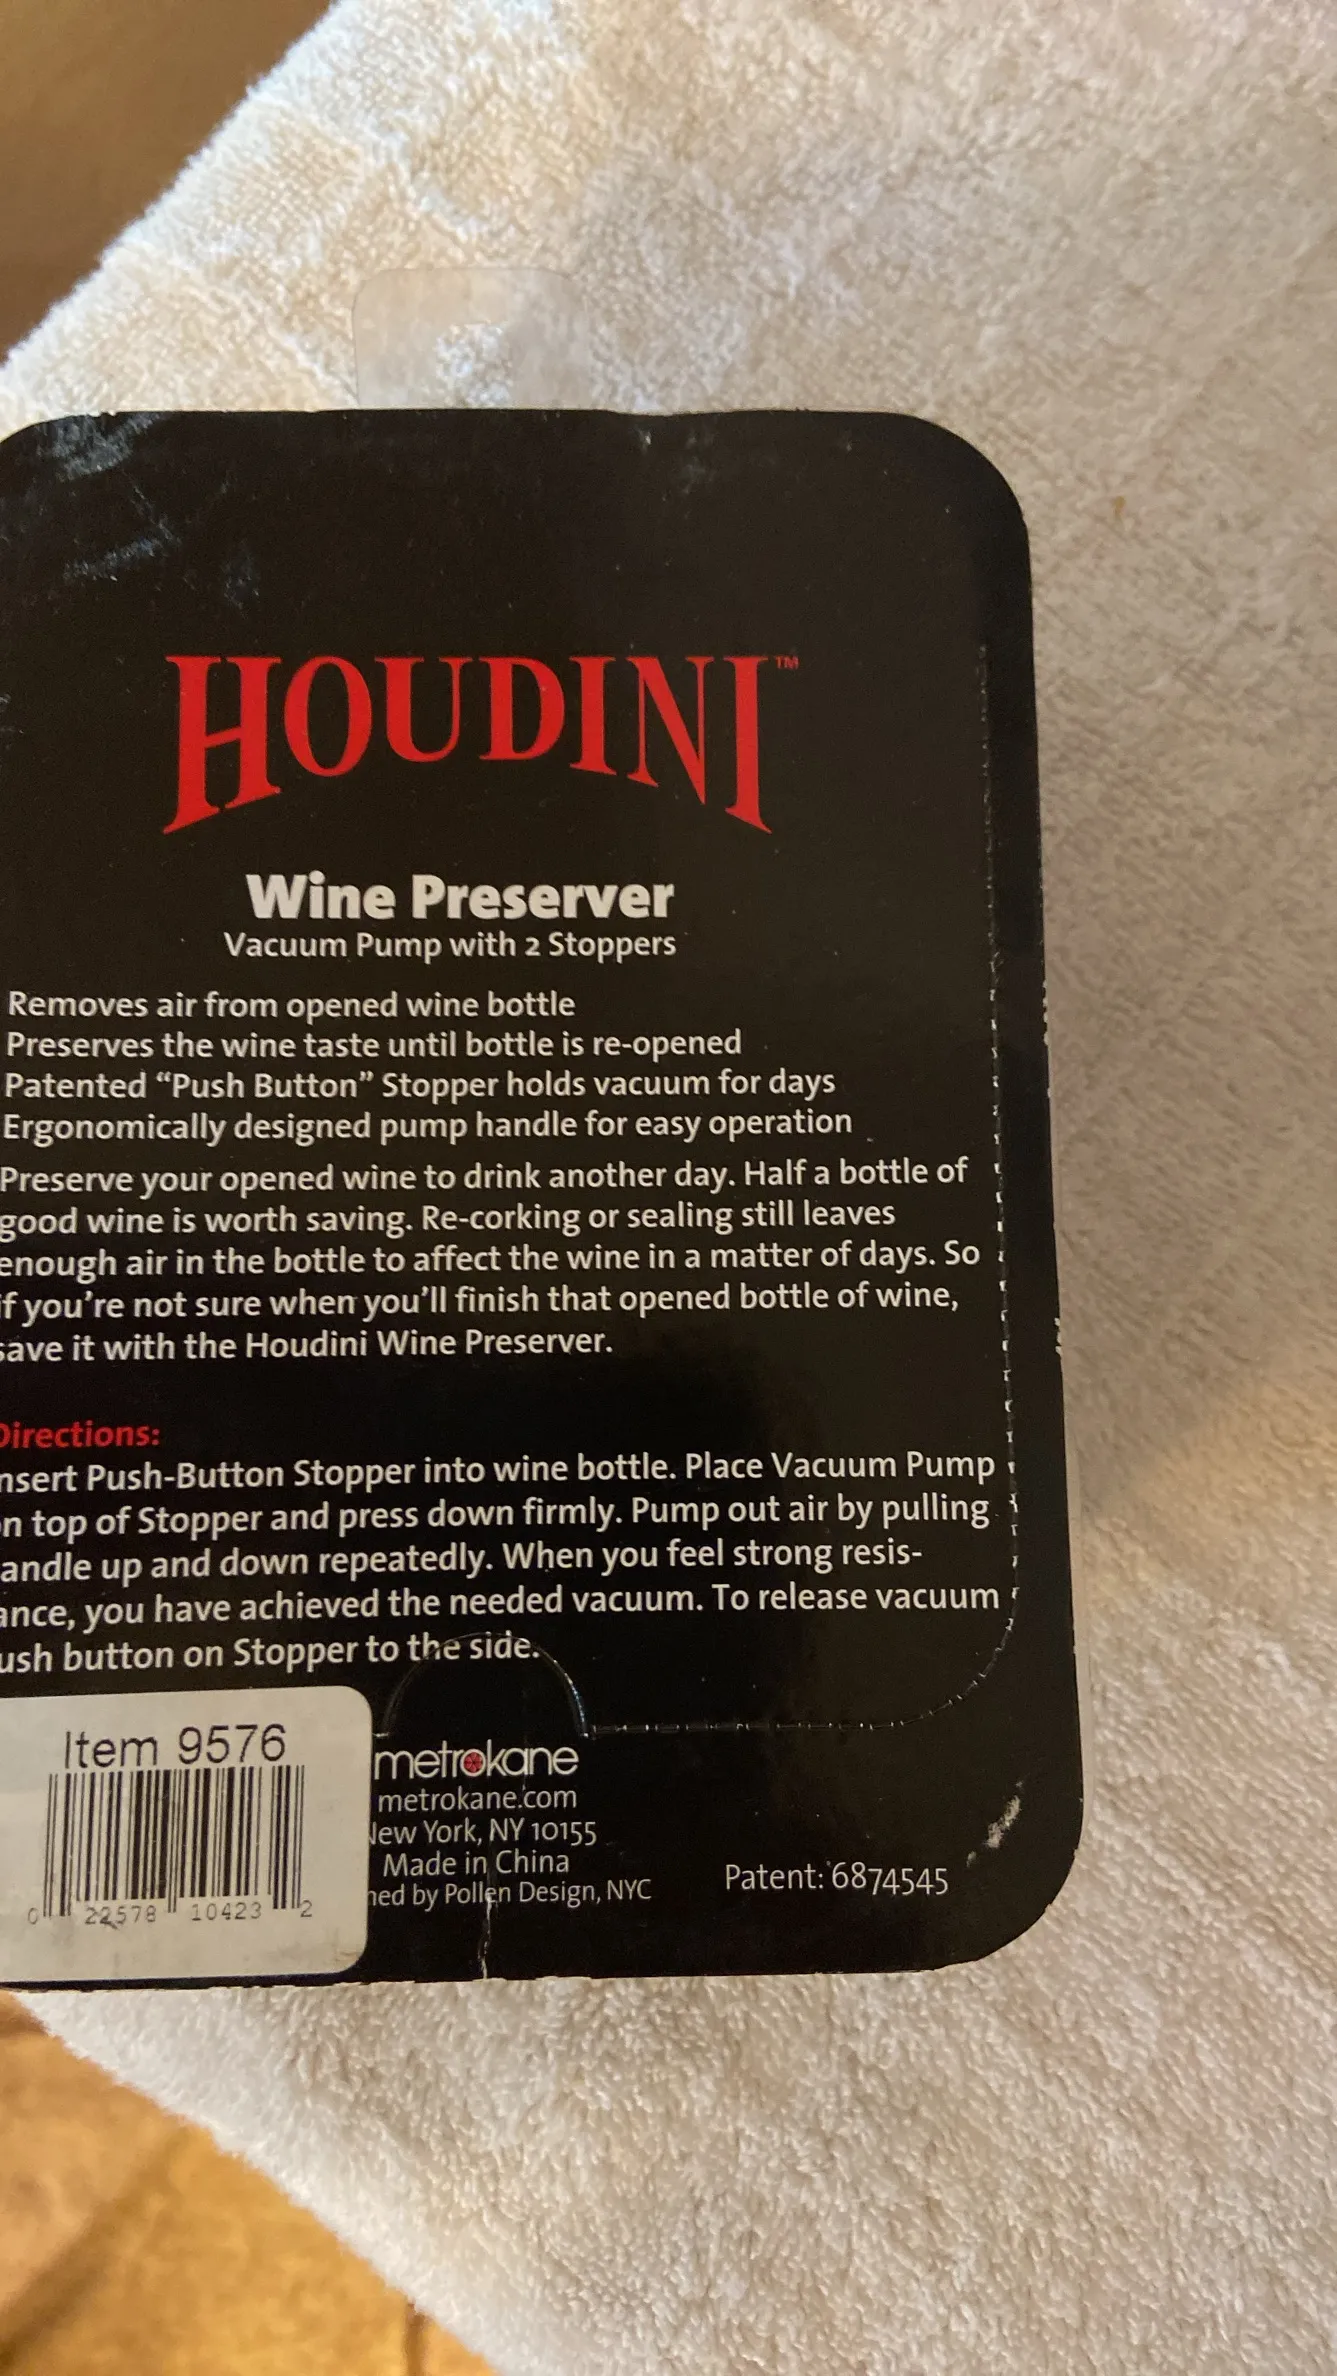 HOUDINI™
Wine Preserver
Vacuum Pump with 2 Stoppers
Removes air from opened wine bottle
Preserves the wine taste until bottle is re-opened
Patented “Push Button” Stopper holds vacuum for days
Ergonomically designed pump handle for easy operation
Preserve your opened wine to drink another day. Half a bottle of
good wine is worth saving. Re-corking or sealing still leaves
enough air in the bottle to affect the wine in a matter of days. So
if you’re not sure when you’ll finish that opened bottle of wine,
save it with the Houdini Wine Preserver.
Directions:
nsert Push-Button Stopper into wine bottle. Place Vacuum Pump
n top of Stopper and press down firmly. Pump out air by pulling
andle up and down repeatedly. When you feel strong resis-
ance, you have achieved the needed vacuum. To release vacuum
ush button on Stopper to the side.
Item 9576
0 22578 10423 2
metrokane
metrokane.com
New York, NY 10155
Made in China
ned by Pollen Design, NYC
Patent: 6874545